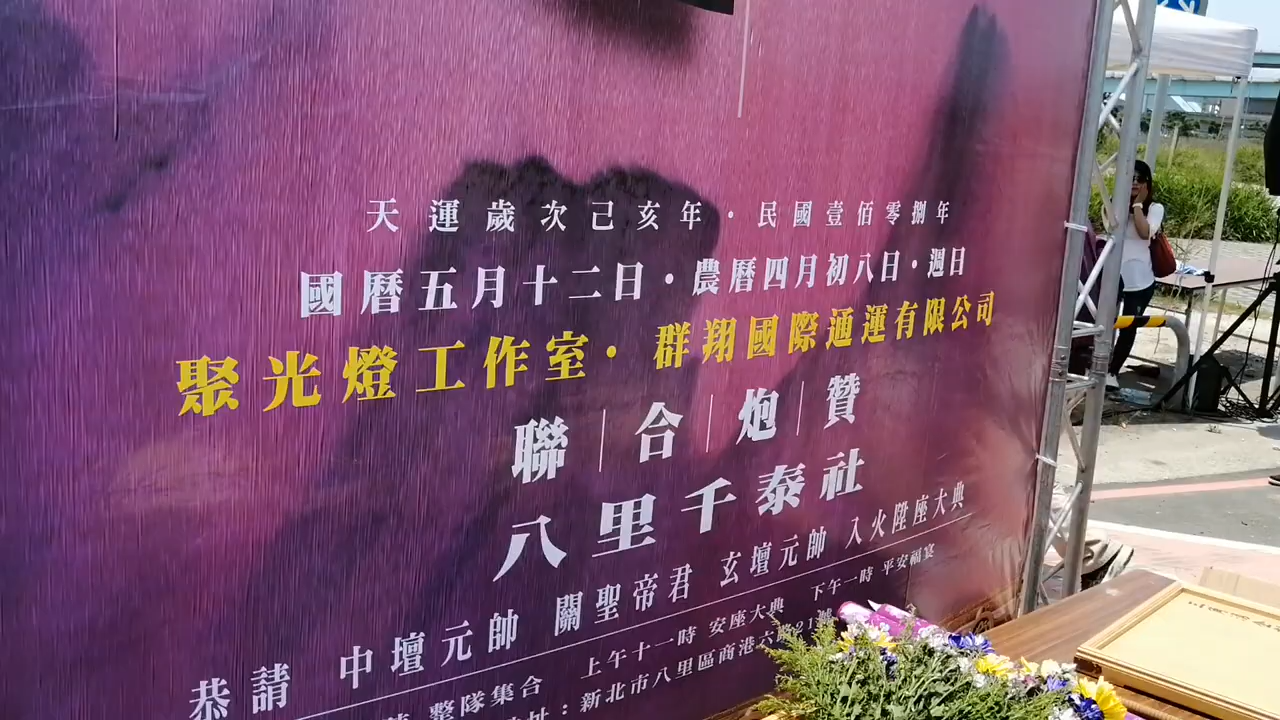 天運歲次己亥年・民國壹佰零捌年
國曆五月十二日・農曆四月初八日・週日
聚光燈工作室・群翔國際通運有限公司
聯|合|炮|贊
八里千泰社
恭請 中壇元帥 關聖帝君 玄壇元帥 入火陞座大典
整隊集合 上午十一時 安座大典 下午一時 平安福宴
：新北市八里區商港六路21號